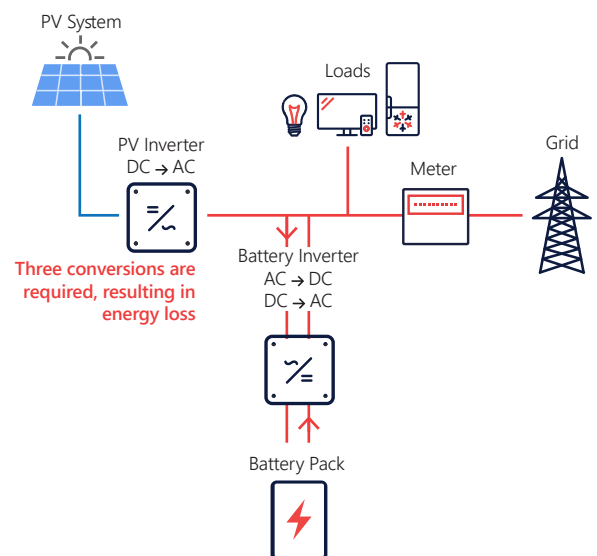 PV System
Loads
Grid
PV Inverter
DC → AC
Meter
Three conversions are
required, resulting in
energy loss
Battery Inverter
AC → DC
DC → AC
Battery Pack